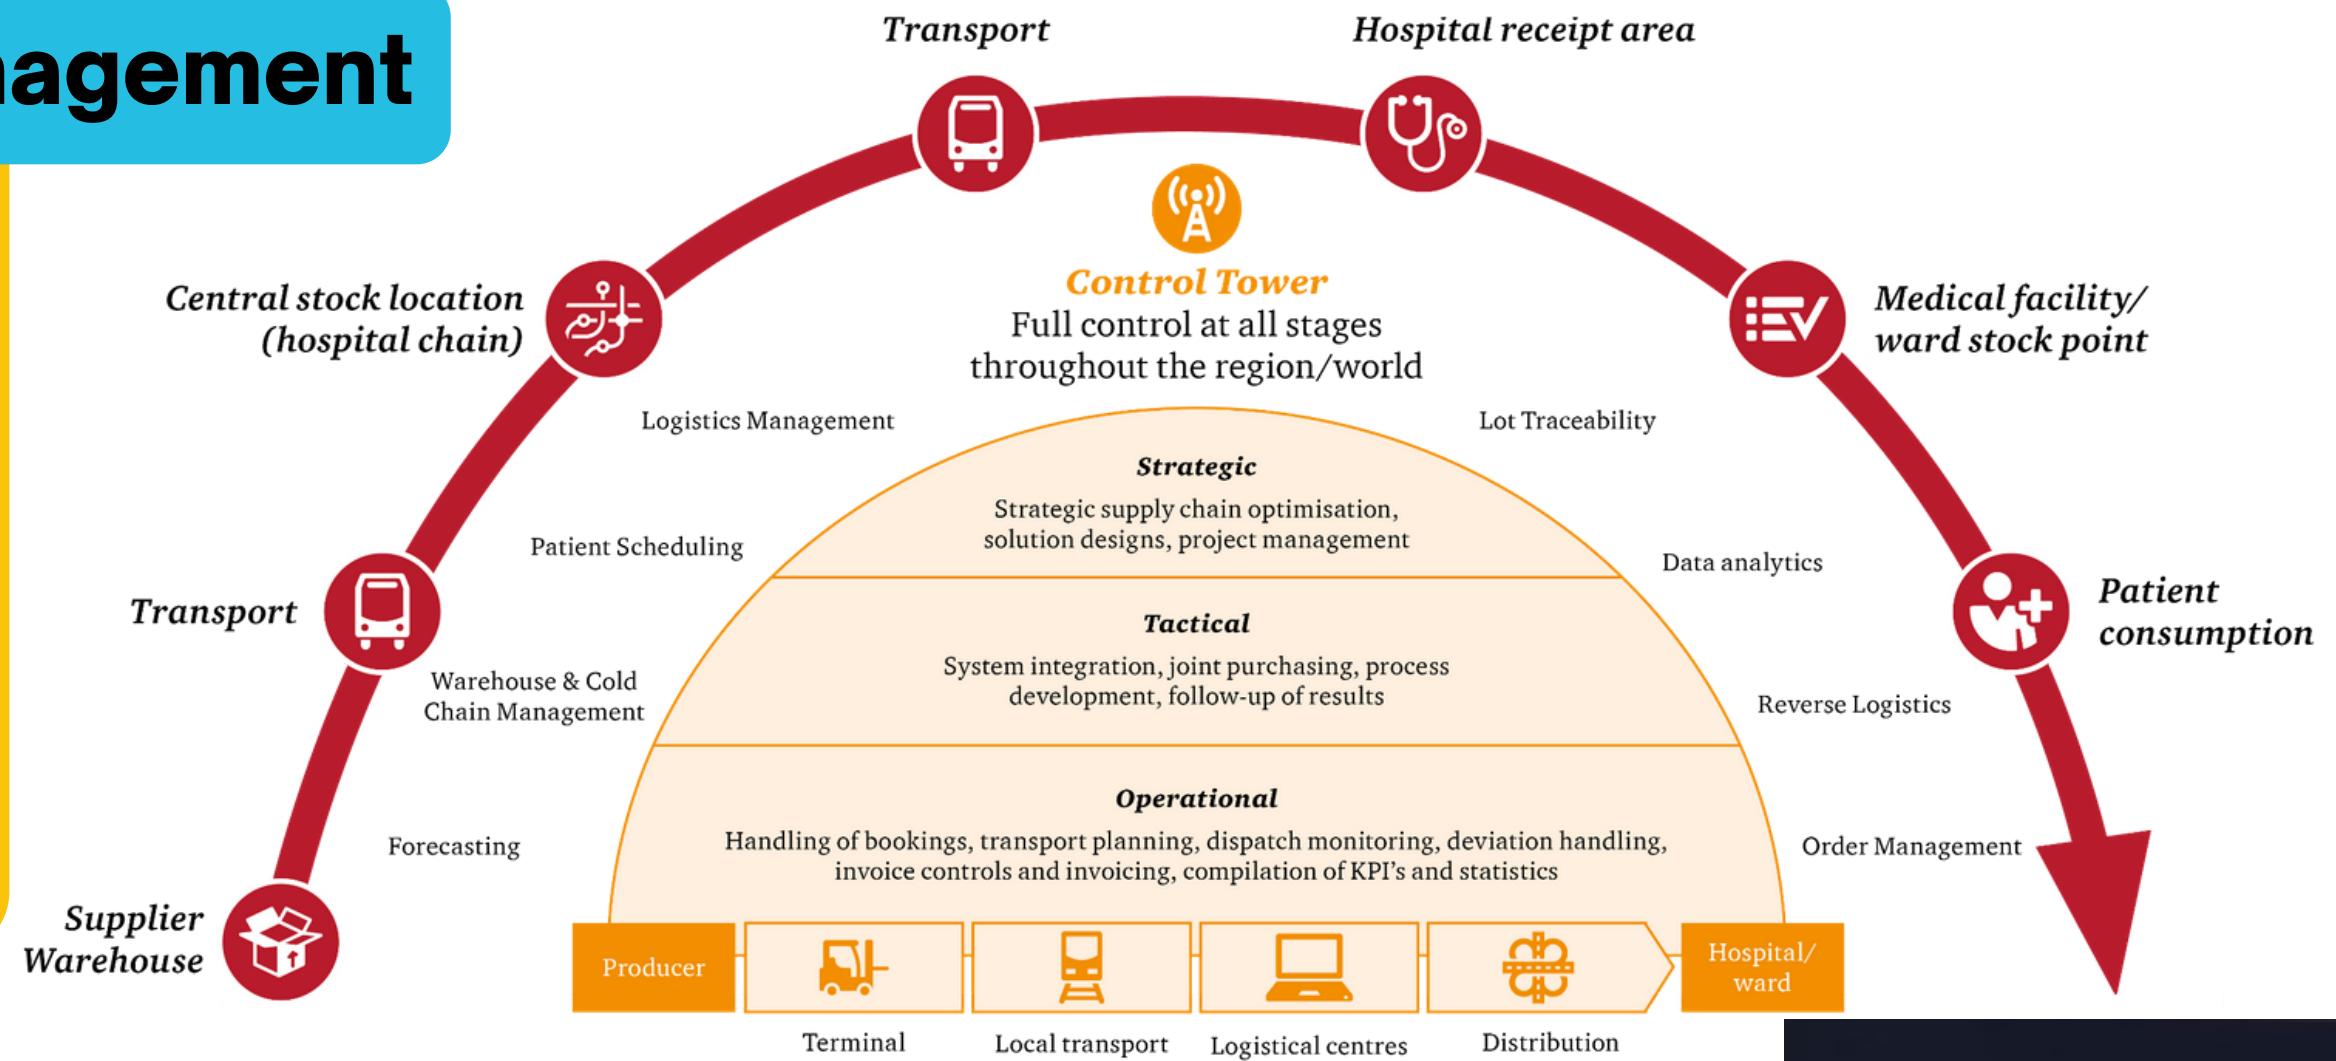 nagement
Transport
Hospital receipt area
Central stock location
(hospital chain)
Control Tower
Full control at all stages
throughout the region/world
Medical facility/
ward stock point
Logistics Management
Lot Traceability
Strategic
Strategic supply chain optimisation,
solution designs, project management
Patient Scheduling
Data analytics
Transport
Patient
consumption
Tactical
System integration, joint purchasing, process
development, follow-up of results
Warehouse & Cold
Chain Management
Reverse Logistics
Operational
Handling of bookings, transport planning, dispatch monitoring, deviation handling,
invoice controls and invoicing, compilation of KPI's and statistics
Forecasting
Order Management
Supplier
Warehouse
Producer
Hospital/
ward
Terminal
Local transport
Logistical centres
Distribution